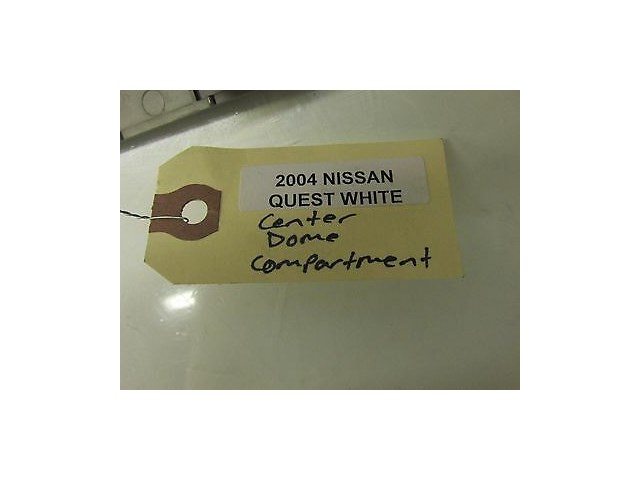 2004 NISSAN
QUEST WHITE
Center
Dome
Compartment